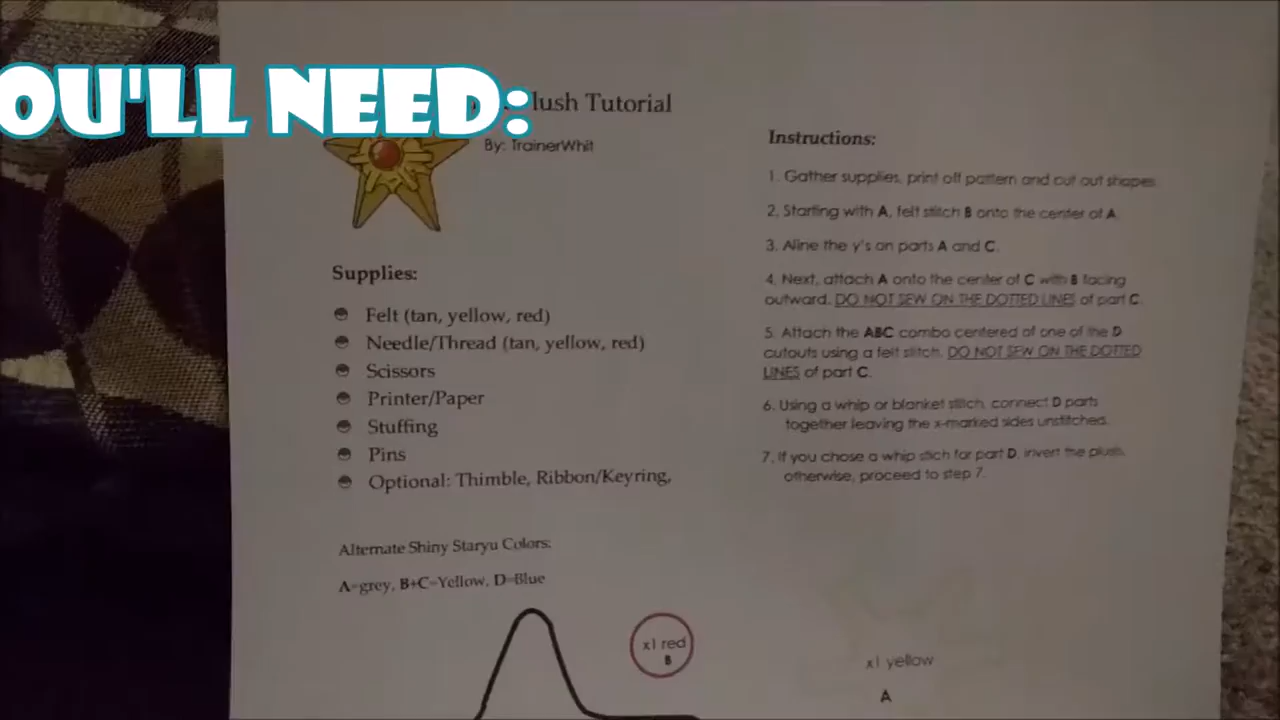 OU'LL NEED:
lush Tutorial
By: TrainerWhit
Supplies:
Felt (tan, yellow, red)
Needle/Thread (tan, yellow, red)
Scissors
Printer/Paper
Stuffing
Pins
Optional: Thimble, Ribbon/Keyring,
Alternate Shiny Staryu Colors:
A=grey, B+C=Yellow, D=Blue
Instructions:
1. Gather supplies, print off pattern and cut out shapes.
2. Starting with A, felt stitch B onto the center of A.
3. Aline the y's on parts A and C.
4. Next, attach A onto the center of C with B facing
outward. DO NOT SEW ON THE DOTTED LINES of part C.
5. Attach the ABC combo centered of one of the D
cutouts using a felt stitch. DO NOT SEW ON THE DOTTED
LINES of part C.
6. Using a whip or blanket stitch, connect D parts
together leaving the x-marked sides unstitched.
7. If you chose a whip stich for part D, invert the plush,
otherwise, proceed to step 7.
x1 red
B
x1 yellow
A